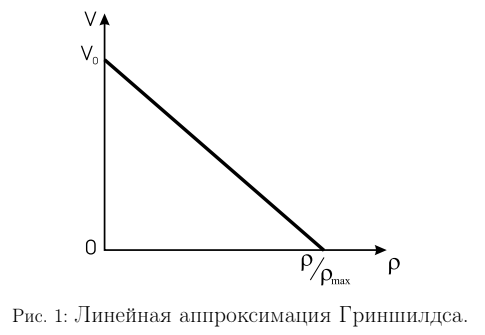 V
V₀
0
ρ/ρmax
ρ
Рис. 1: Линейная аппроксимация Гриншилдса.